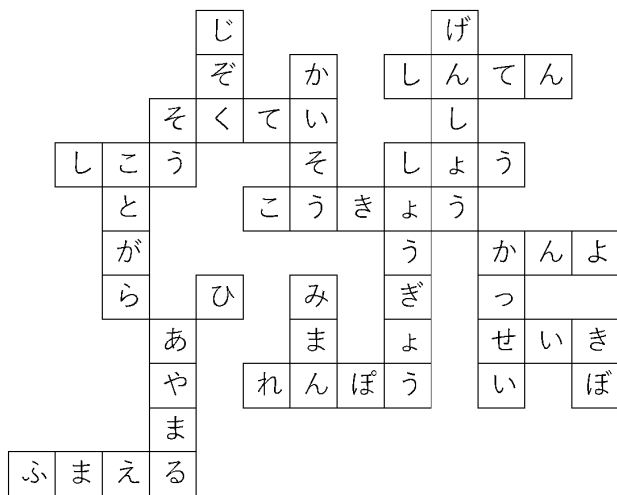 じ げ
ぞ か しんてん
そくてい し
しこう そ しょう
と こうきょう
が う かんよ
ら ひ み ぎ っ
あ ま ょ せいき
や れんぽう い ぼ
ま
ふまえる